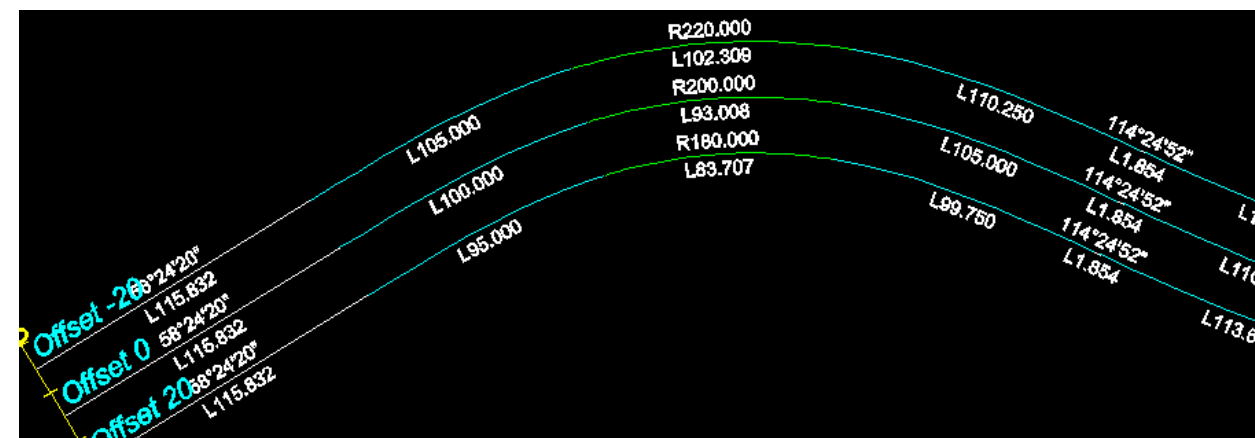 R220.000
L102.309
R200.000
L93.008
R180.000
L83.707
L105.000
L100.000
L95.000
L110.250
L105.000
L99.750
114°24'52"
L1.854
114°24'52"
L1.854
114°24'52"
L1.854
L113.6
Offset -20
58°24'20"
L115.832
Offset 0
58°24'20"
L115.832
Offset 20
58°24'20"
L115.832